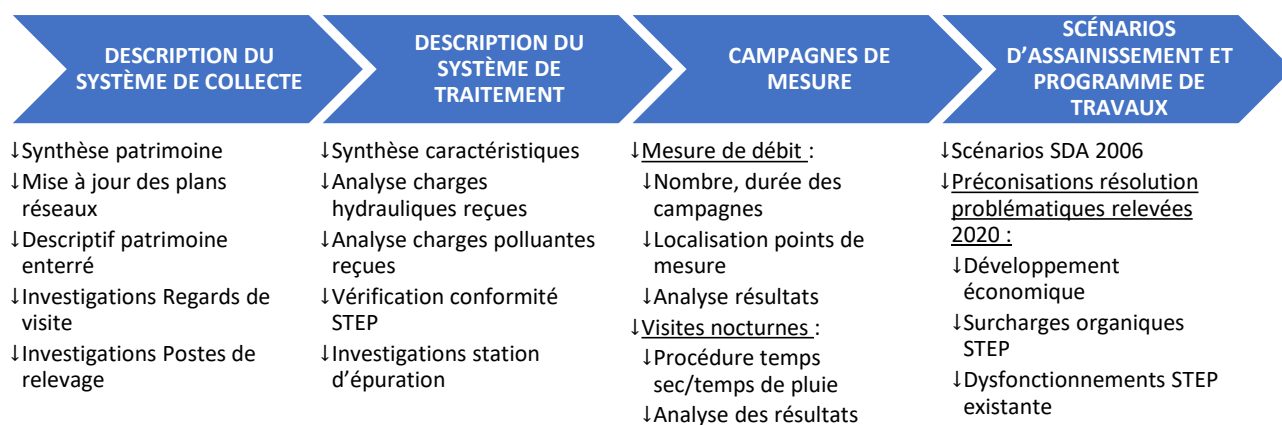 DESCRIPTION DU
SYSTÈME DE COLLECTE
↓Synthèse patrimoine
↓Mise à jour des plans
réseaux
↓Descriptif patrimoine
enterré
↓Investigations Regards de
visite
↓Investigations Postes de
relevage
DESCRIPTION DU
SYSTÈME DE
TRAITEMENT
↓Synthèse caractéristiques
↓Analyse charges
hydrauliques reçues
↓Analyse charges polluantes
reçues
↓Vérification conformité
STEP
↓Investigations station
d’épuration
CAMPAGNES DE
MESURE
↓Mesure de débit :
↓Nombre, durée des
campagnes
↓Localisation points de
mesure
↓Analyse résultats
↓Visites nocturnes :
↓Procédure temps
sec/temps de pluie
↓Analyse des résultats
SCÉNARIOS
D’ASSAINISSEMENT ET
PROGRAMME DE
TRAVAUX
↓Scénarios SDA 2006
↓Préconisations résolution
problématiques relevées
2020 :
↓Développement
économique
↓Surcharges organiques
STEP
↓Dysfonctionnements STEP
existante